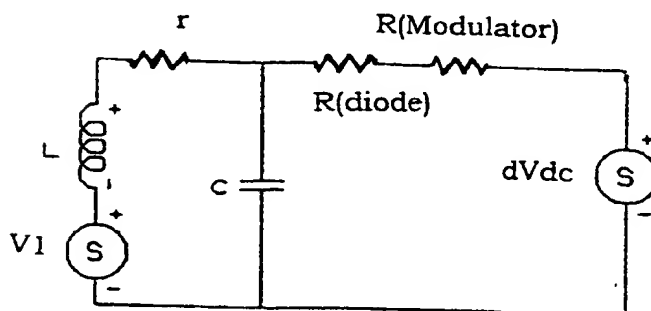 r
R(Modulator)
+
R(diode)
+
L
C
dVdc
S
-
+
-
V1
S
-